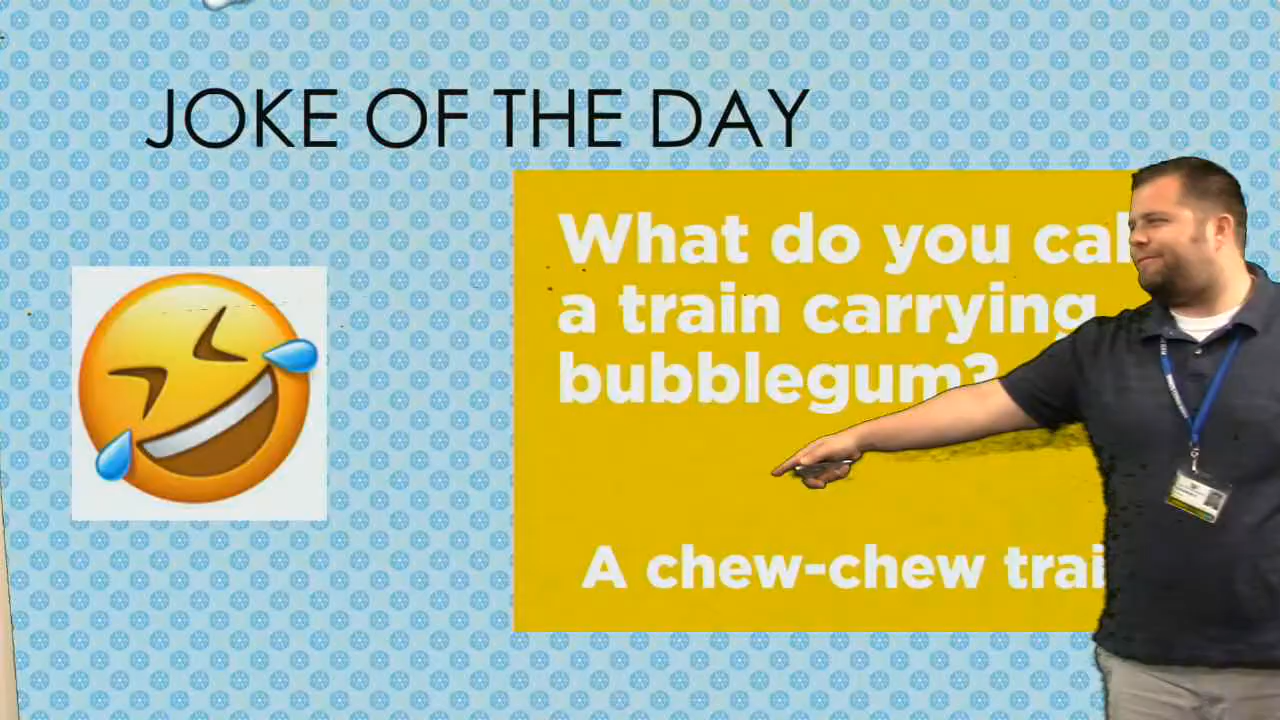 JOKE OF THE DAY
What do you cal
a train carrying
bubblegum?
A chew-chew trai